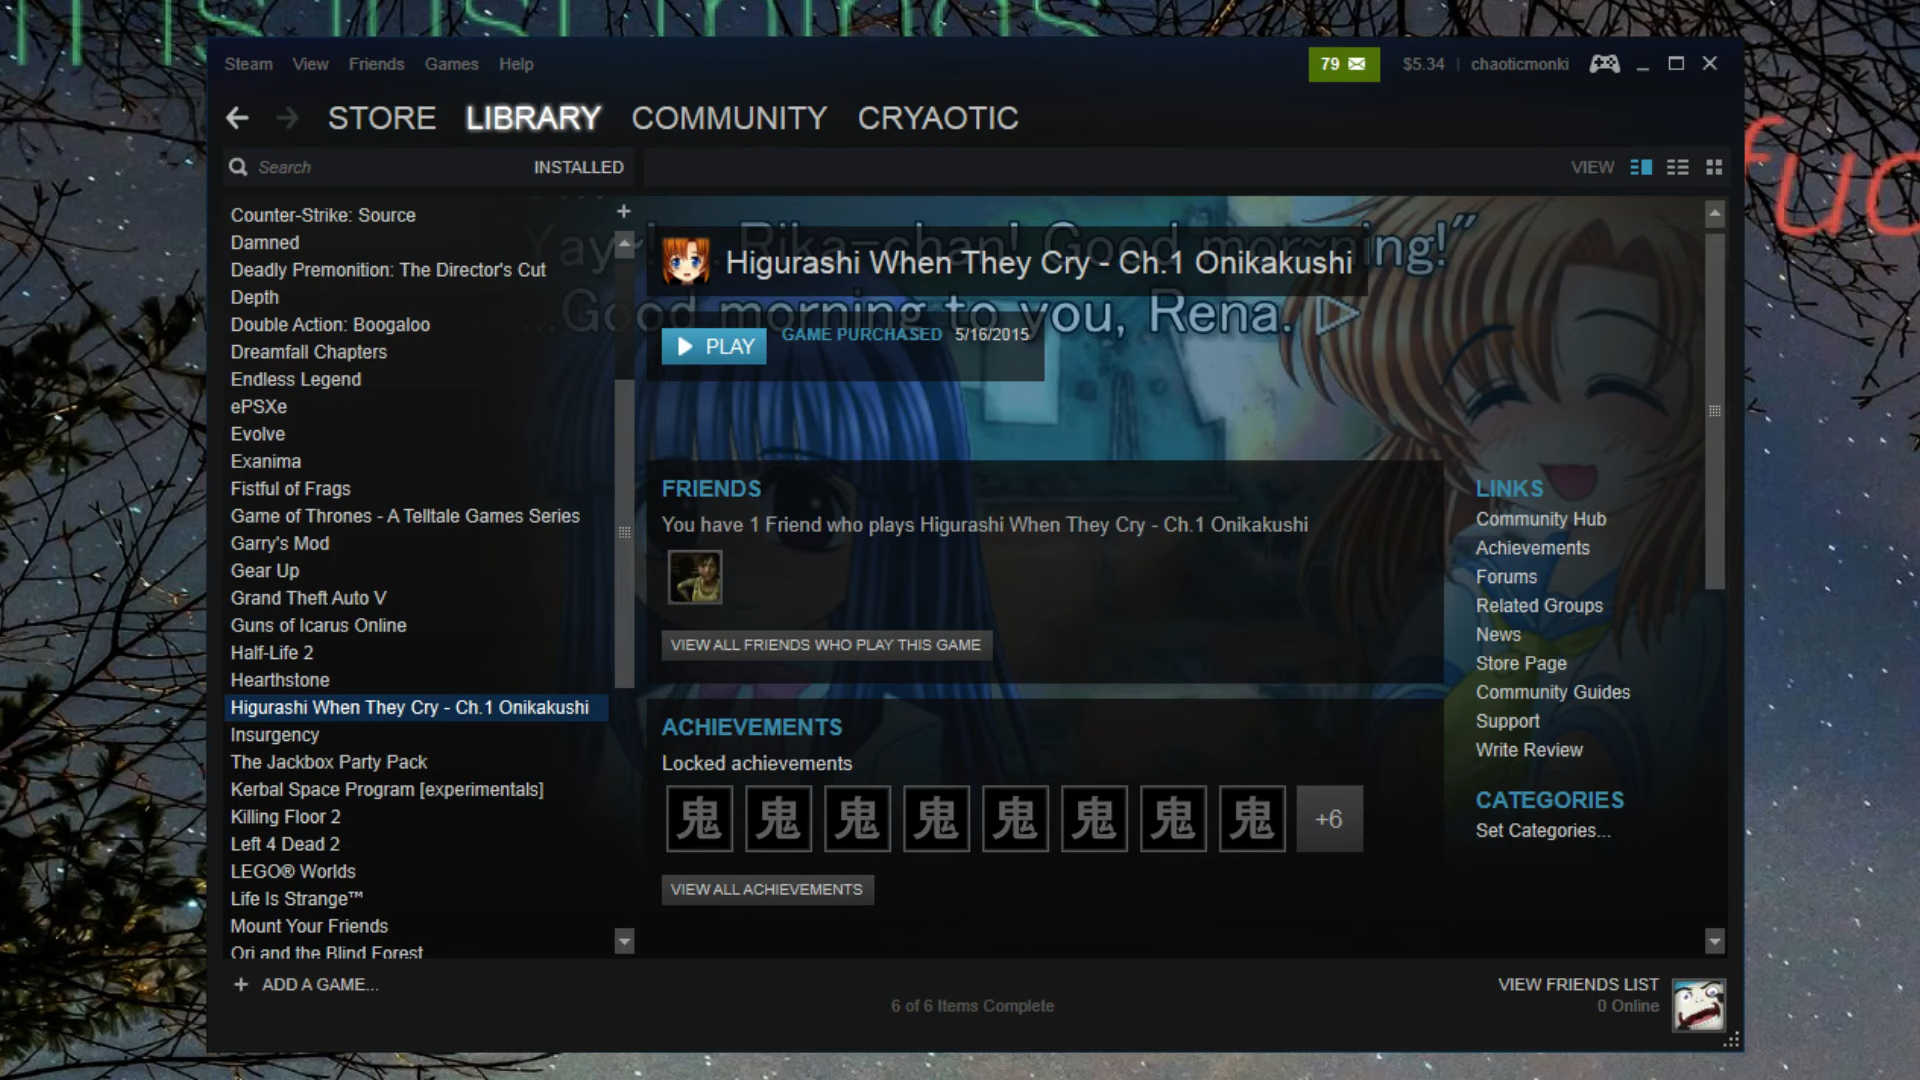 Steam View Friends Games Help
79 $5.34 | chaoticmonki
STORE LIBRARY COMMUNITY CRYAOTIC
Search INSTALLED VIEW
Counter-Strike: Source
Damned
Deadly Premonition: The Director's Cut
Depth
Double Action: Boogaloo
Dreamfall Chapters
Endless Legend
ePSXe
Evolve
Exanima
Fistful of Frags
Game of Thrones - A Telltale Games Series
Garry's Mod
Gear Up
Grand Theft Auto V
Guns of Icarus Online
Half-Life 2
Hearthstone
Higurashi When They Cry - Ch.1 Onikakushi
Insurgency
The Jackbox Party Pack
Kerbal Space Program [experimentals]
Killing Floor 2
Left 4 Dead 2
LEGO® Worlds
Life Is Strange™
Mount Your Friends
Ori and the Blind Forest
+ ADD A GAME...
Rika-chan! Good morning!”
...Good morning to you, Rena.
Higurashi When They Cry - Ch.1 Onikakushi
PLAY
GAME PURCHASED 5/16/2015
FRIENDS
You have 1 Friend who plays Higurashi When They Cry - Ch.1 Onikakushi
VIEW ALL FRIENDS WHO PLAY THIS GAME
ACHIEVEMENTS
Locked achievements
鬼 鬼 鬼 鬼 鬼 鬼 鬼 鬼 +6
VIEW ALL ACHIEVEMENTS
LINKS
Community Hub
Achievements
Forums
Related Groups
News
Store Page
Community Guides
Support
Write Review
CATEGORIES
Set Categories...
6 of 6 Items Complete
VIEW FRIENDS LIST
0 Online